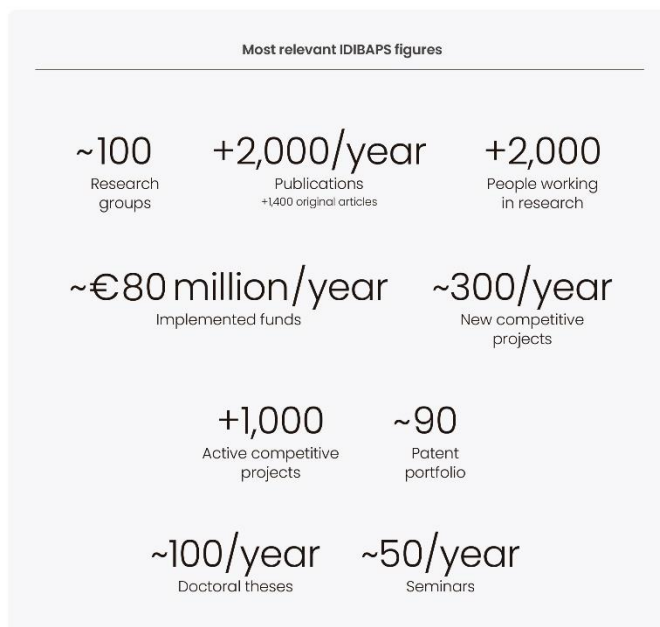 Most relevant IDIBAPS figures
~100
Research
groups
+2,000/year
Publications
+1,400 original articles
+2,000
People working
in research
~€80 million/year
Implemented funds
~300/year
New competitive
projects
+1,000
Active competitive
projects
~90
Patent
portfolio
~100/year
Doctoral theses
~50/year
Seminars